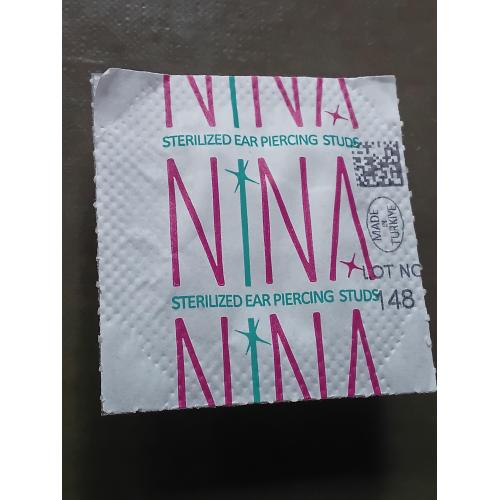 NINA
STERILIZED EAR PIERCING STUDS
NINA
MADE
IN
TURKIYE
LOT NO
STERILIZED EAR PIERCING STUDS
148
NINA